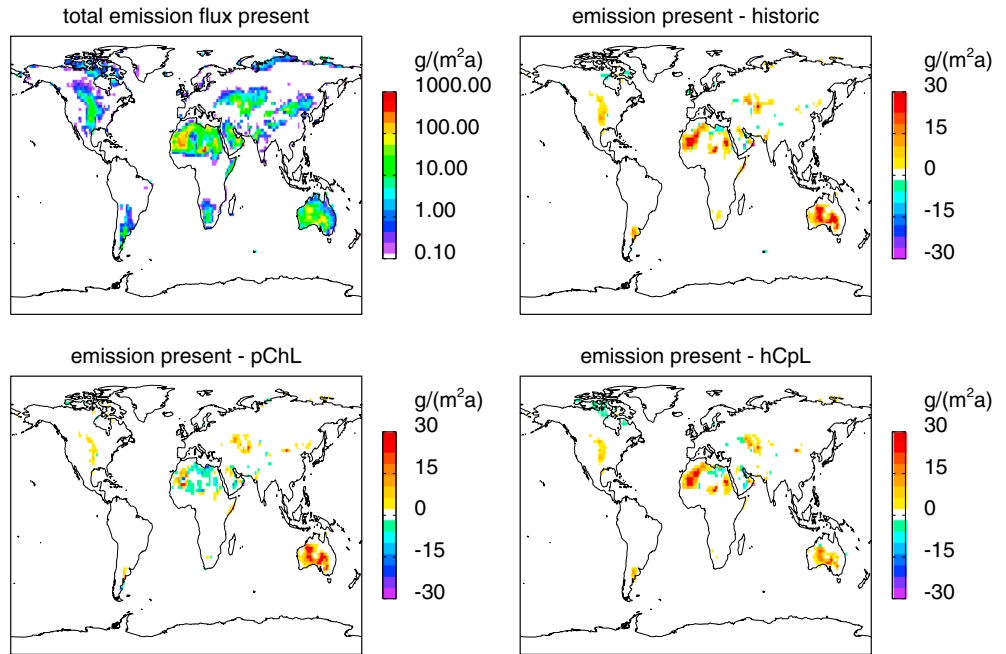 total emission flux present
g/(m²a)
1000.00
100.00
10.00
1.00
0.10
emission present - historic
g/(m²a)
30
15
0
-15
-30
emission present - pChL
g/(m²a)
30
15
0
-15
-30
emission present - hCpL
g/(m²a)
30
15
0
-15
-30